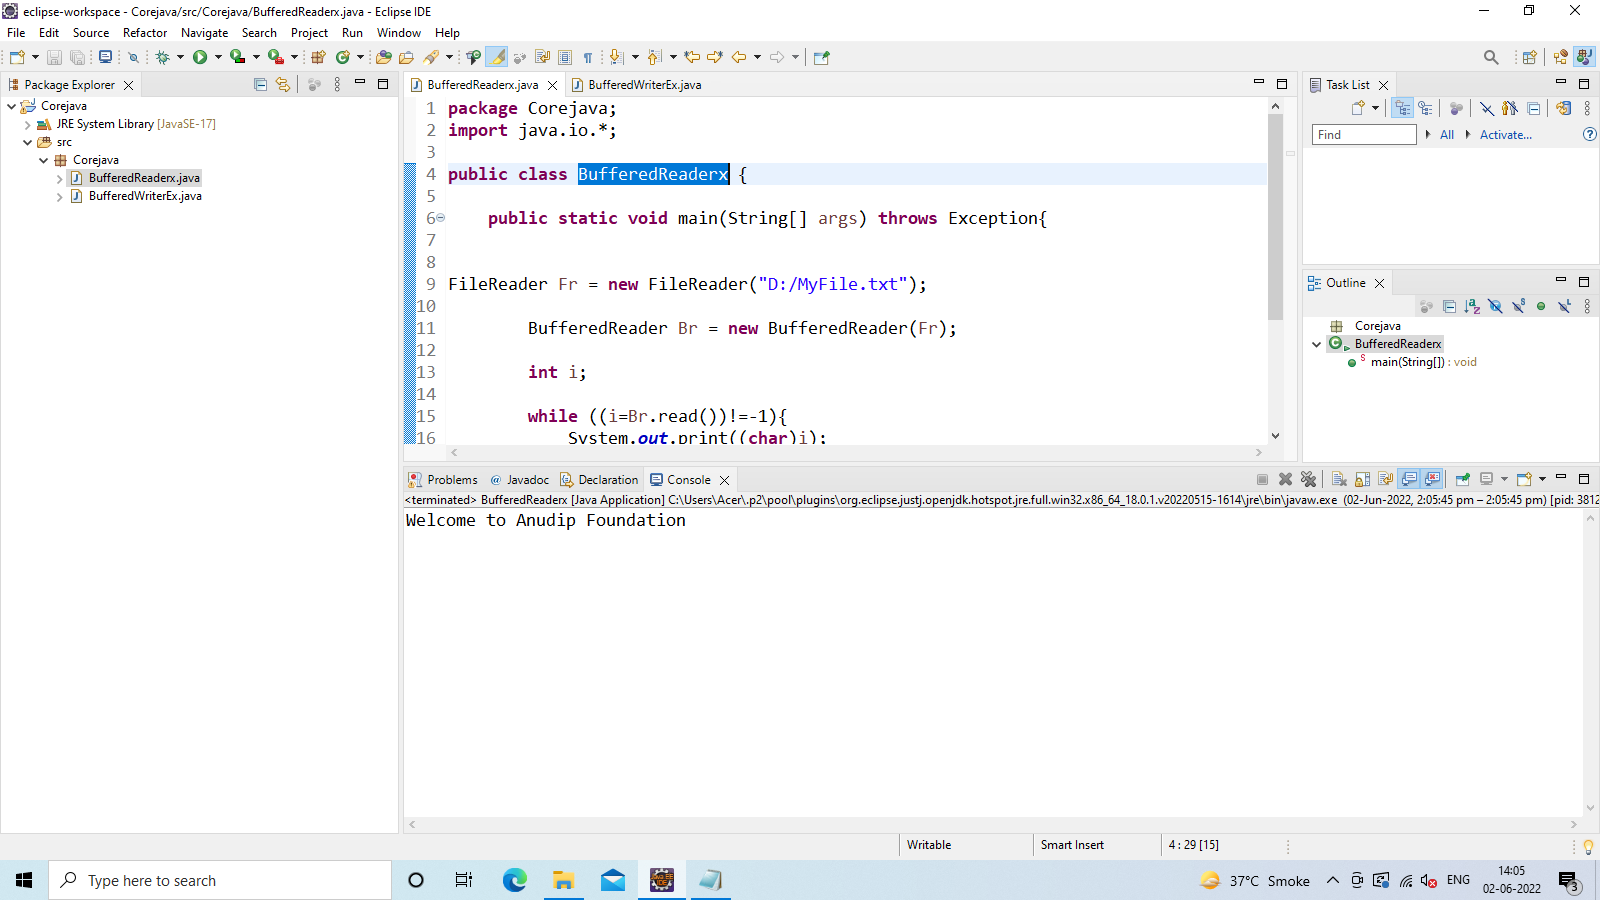 eclipse-workspace - Corejava/src/Corejava/BufferedReaderx.java - Eclipse IDE
File Edit Source Refactor Navigate Search Project Run Window Help
Package Explorer
Corejava
JRE System Library [JavaSE-17]
src
Corejava
BufferedReaderx.java
BufferedWriterEx.java
BufferedReaderx.java BufferedWriterEx.java
1 package Corejava;
2 import java.io.*;
3
4 public class BufferedReaderx {
5
6 public static void main(String[] args) throws Exception{
7
8
9 FileReader Fr = new FileReader("D:/MyFile.txt");
10
11 BufferedReader Br = new BufferedReader(Fr);
12
13 int i;
14
15 while ((i=Br.read())!=-1){
16 System.out.print((char)i);
Task List
Find All Activate...
Outline
Corejava
BufferedReaderx
main(String[]) : void
Problems Javadoc Declaration Console
<terminated> BufferedReaderx [Java Application] C:\Users\Acer\.p2\pool\plugins\org.eclipse.justj.openjdk.hotspot.jre.full.win32.x86_64_18.0.1.v20220515-1614\jre\bin\javaw.exe (02-Jun-2022, 2:05:45 pm – 2:05:45 pm) [pid: 3812
Welcome to Anudip Foundation
Writable Smart Insert 4 : 29 [15]
Type here to search
37°C Smoke ENG 14:05
02-06-2022
3